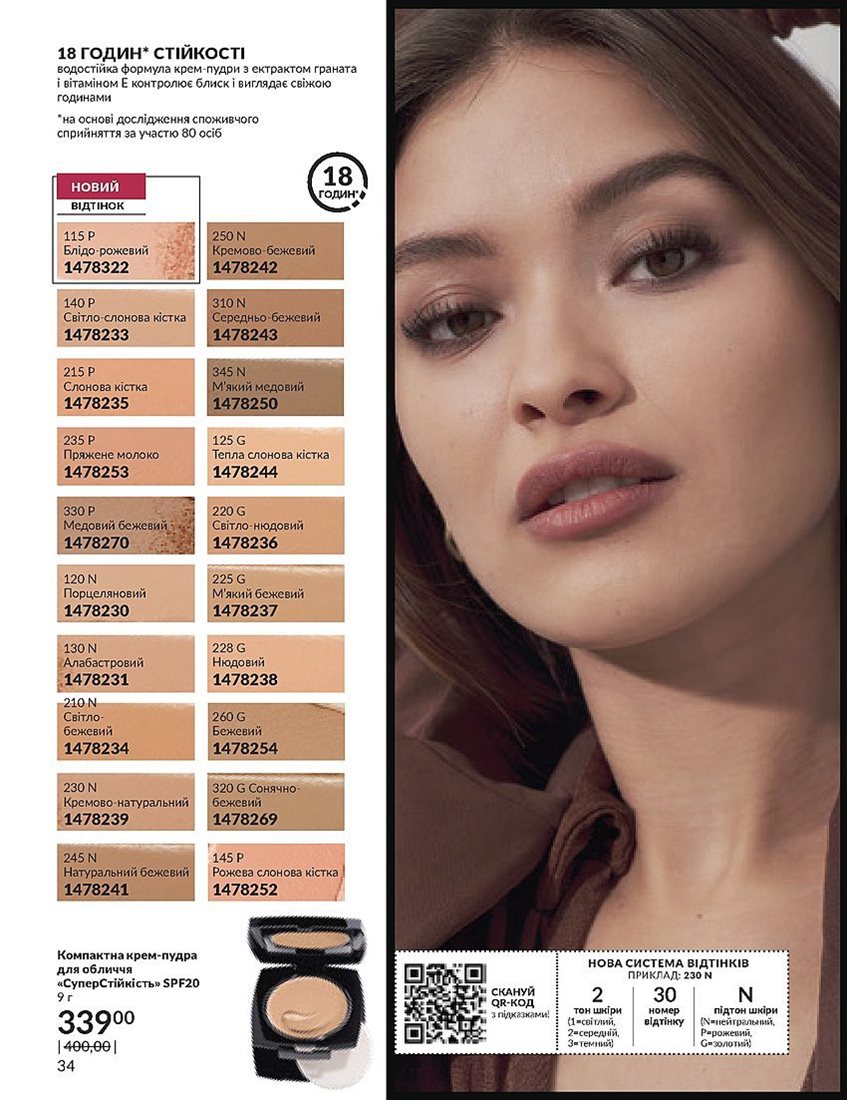 18 ГОДИН* СТІЙКОСТІ
водостійка формула крем-пудри з екстрактом граната
і вітаміном Е контролює блиск і виглядає свіжою
годинами
*на основі дослідження споживчого
сприйняття за участю 80 осіб
18
ГОДИН*
НОВИЙ
ВІДТІНОК
115 P
Блідо-рожевий
1478322
140 P
Світло-слонова кістка
1478233
215 P
Слонова кістка
1478235
235 P
Пряжене молоко
1478253
330 P
Медовий бежевий
1478270
120 N
Порцеляновий
1478230
130 N
Алабастровий
1478231
210 N
Світло-
бежевий
1478234
230 N
Кремово-натуральний
1478239
245 N
Натуральний бежевий
1478241
250 N
Кремово-бежевий
1478242
310 N
Середньо-бежевий
1478243
345 N
М'який медовий
1478250
125 G
Тепла слонова кістка
1478244
220 G
Світло-нюдовий
1478236
225 G
М'який бежевий
1478237
228 G
Нюдовий
1478238
260 G
Бежевий
1478254
320 G Сонячно-
бежевий
1478269
145 P
Рожева слонова кістка
1478252
Компактна крем-пудра
для обличчя
«СуперСтійкість» SPF20
9 г
33900
|400,00|
34
СКАНУЙ
QR-КОД
з підказками!
НОВА СИСТЕМА ВІДТІНКІВ
ПРИКЛАД: 230 N
2
тон шкіри
(1=світлий,
2=середній,
3=темний)
30
номер
відтінку
N
підтон шкіри
(N=нейтральний,
P=рожевий,
G=золотий)